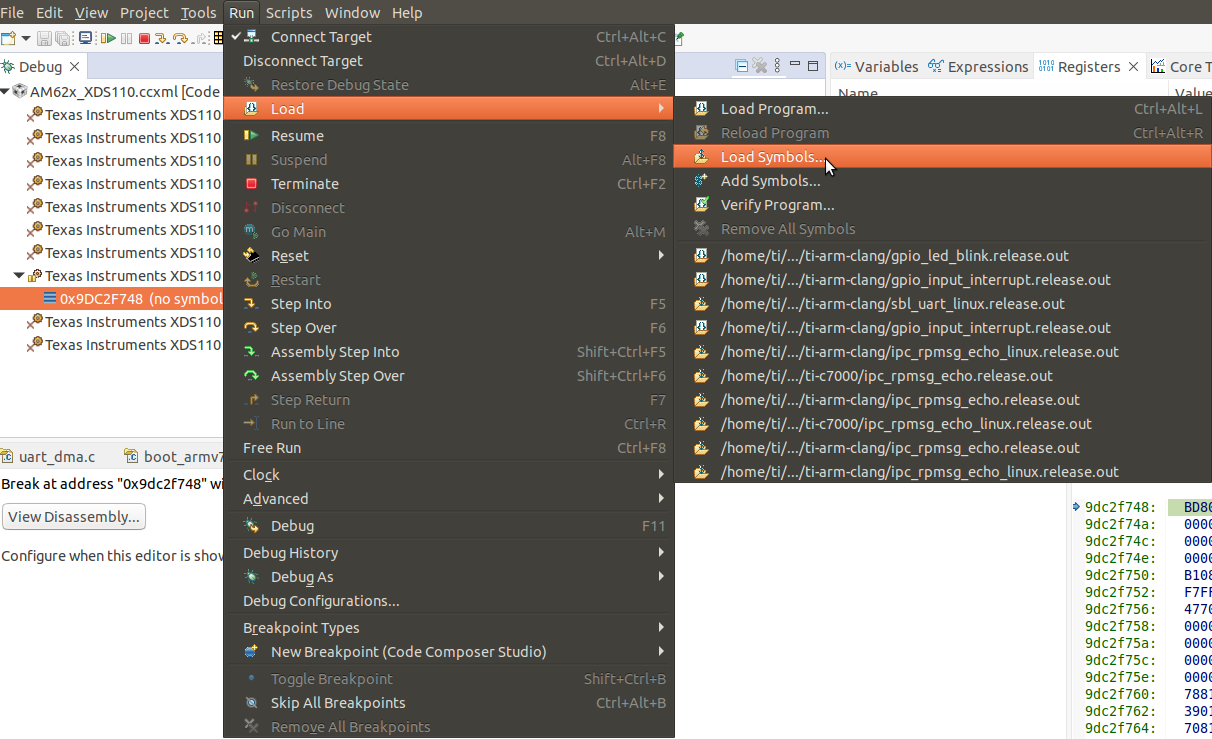 File Edit View Project Tools Run Scripts Window Help
Debug
AM62x_XDS110.ccxml [Code
Texas Instruments XDS110
Texas Instruments XDS110
Texas Instruments XDS110
Texas Instruments XDS110
Texas Instruments XDS110
Texas Instruments XDS110
Texas Instruments XDS110
Texas Instruments XDS110
0x9DC2F748 (no symbol
Texas Instruments XDS110
Texas Instruments XDS110
uart_dma.c boot_armv7
Break at address "0x9dc2f748" wi
View Disassembly...
Configure when this editor is show
Connect Target Ctrl+Alt+C
Disconnect Target Ctrl+Alt+D
Restore Debug State Alt+E
Load
Resume F8
Suspend Alt+F8
Terminate Ctrl+F2
Disconnect
Go Main Alt+M
Reset
Restart
Step Into F5
Step Over F6
Assembly Step Into Shift+Ctrl+F5
Assembly Step Over Shift+Ctrl+F6
Step Return F7
Run to Line Ctrl+R
Free Run Ctrl+F8
Clock
Advanced
Debug F11
Debug History
Debug As
Debug Configurations...
Breakpoint Types
New Breakpoint (Code Composer Studio)
Toggle Breakpoint Shift+Ctrl+B
Skip All Breakpoints Ctrl+Alt+B
Remove All Breakpoints
(x)= Variables Expressions 1010 0101 Registers Core T
Name Value
Load Program... Ctrl+Alt+L
Reload Program Ctrl+Alt+R
Load Symbols...
Add Symbols...
Verify Program...
Remove All Symbols
/home/ti/.../ti-arm-clang/gpio_led_blink.release.out
/home/ti/.../ti-arm-clang/gpio_input_interrupt.release.out
/home/ti/.../ti-arm-clang/sbl_uart_linux.release.out
/home/ti/.../ti-arm-clang/gpio_input_interrupt.release.out
/home/ti/.../ti-arm-clang/ipc_rpmsg_echo_linux.release.out
/home/ti/.../ti-c7000/ipc_rpmsg_echo.release.out
/home/ti/.../ti-arm-clang/ipc_rpmsg_echo.release.out
/home/ti/.../ti-c7000/ipc_rpmsg_echo_linux.release.out
/home/ti/.../ti-arm-clang/ipc_rpmsg_echo.release.out
/home/ti/.../ti-arm-clang/ipc_rpmsg_echo_linux.release.out
9dc2f748: BD80
9dc2f74a: 0000
9dc2f74c: 0000
9dc2f74e: 0000
9dc2f750: B108
9dc2f752: F7FF
9dc2f756: 4770
9dc2f758: 0000
9dc2f75a: 0000
9dc2f75c: 0000
9dc2f75e: 0000
9dc2f760: 7881
9dc2f762: 3901
9dc2f764: 7081